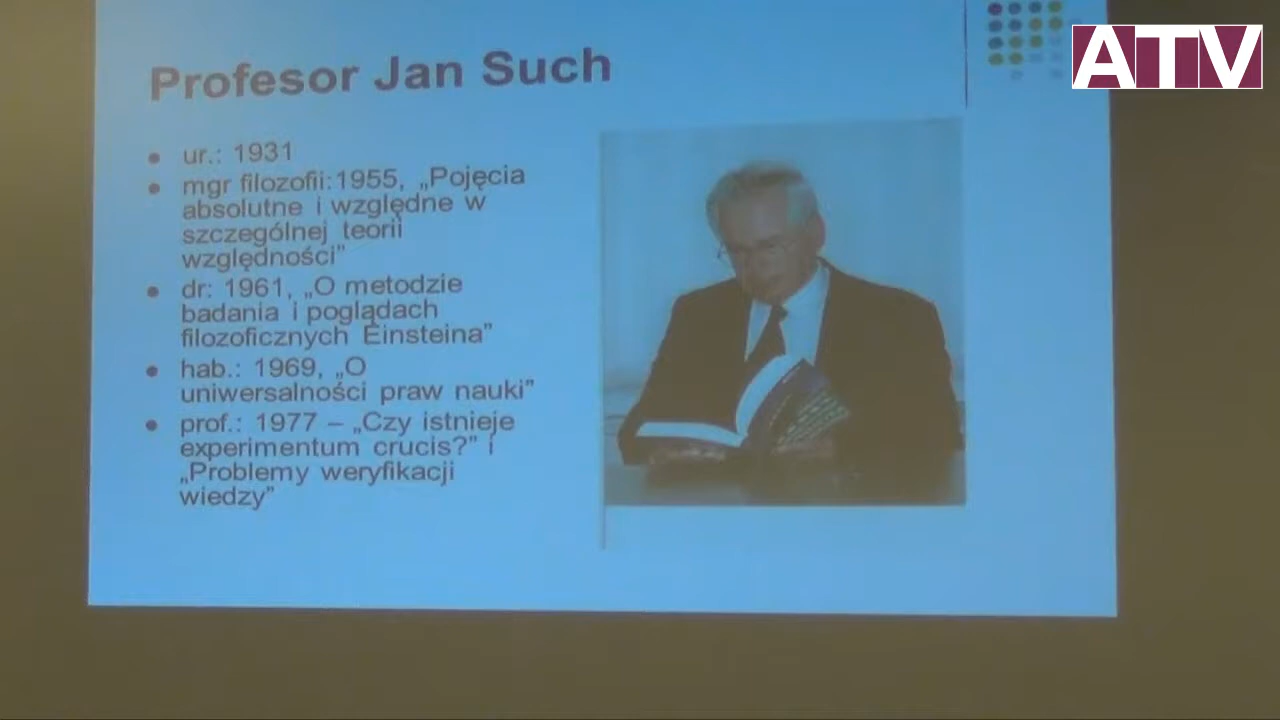 ATV
Profesor Jan Such
ur.: 1931
mgr filozofii:1955, „Pojęcia
absolutne i względne w
szczególnej teorii
względności”
dr: 1961, „O metodzie
badania i poglądach
filozoficznych Einsteina”
hab.: 1969, „O
uniwersalności praw nauki”
prof.: 1977 – „Czy istnieje
experimentum crucis?” i
„Problemy weryfikacji
wiedzy”